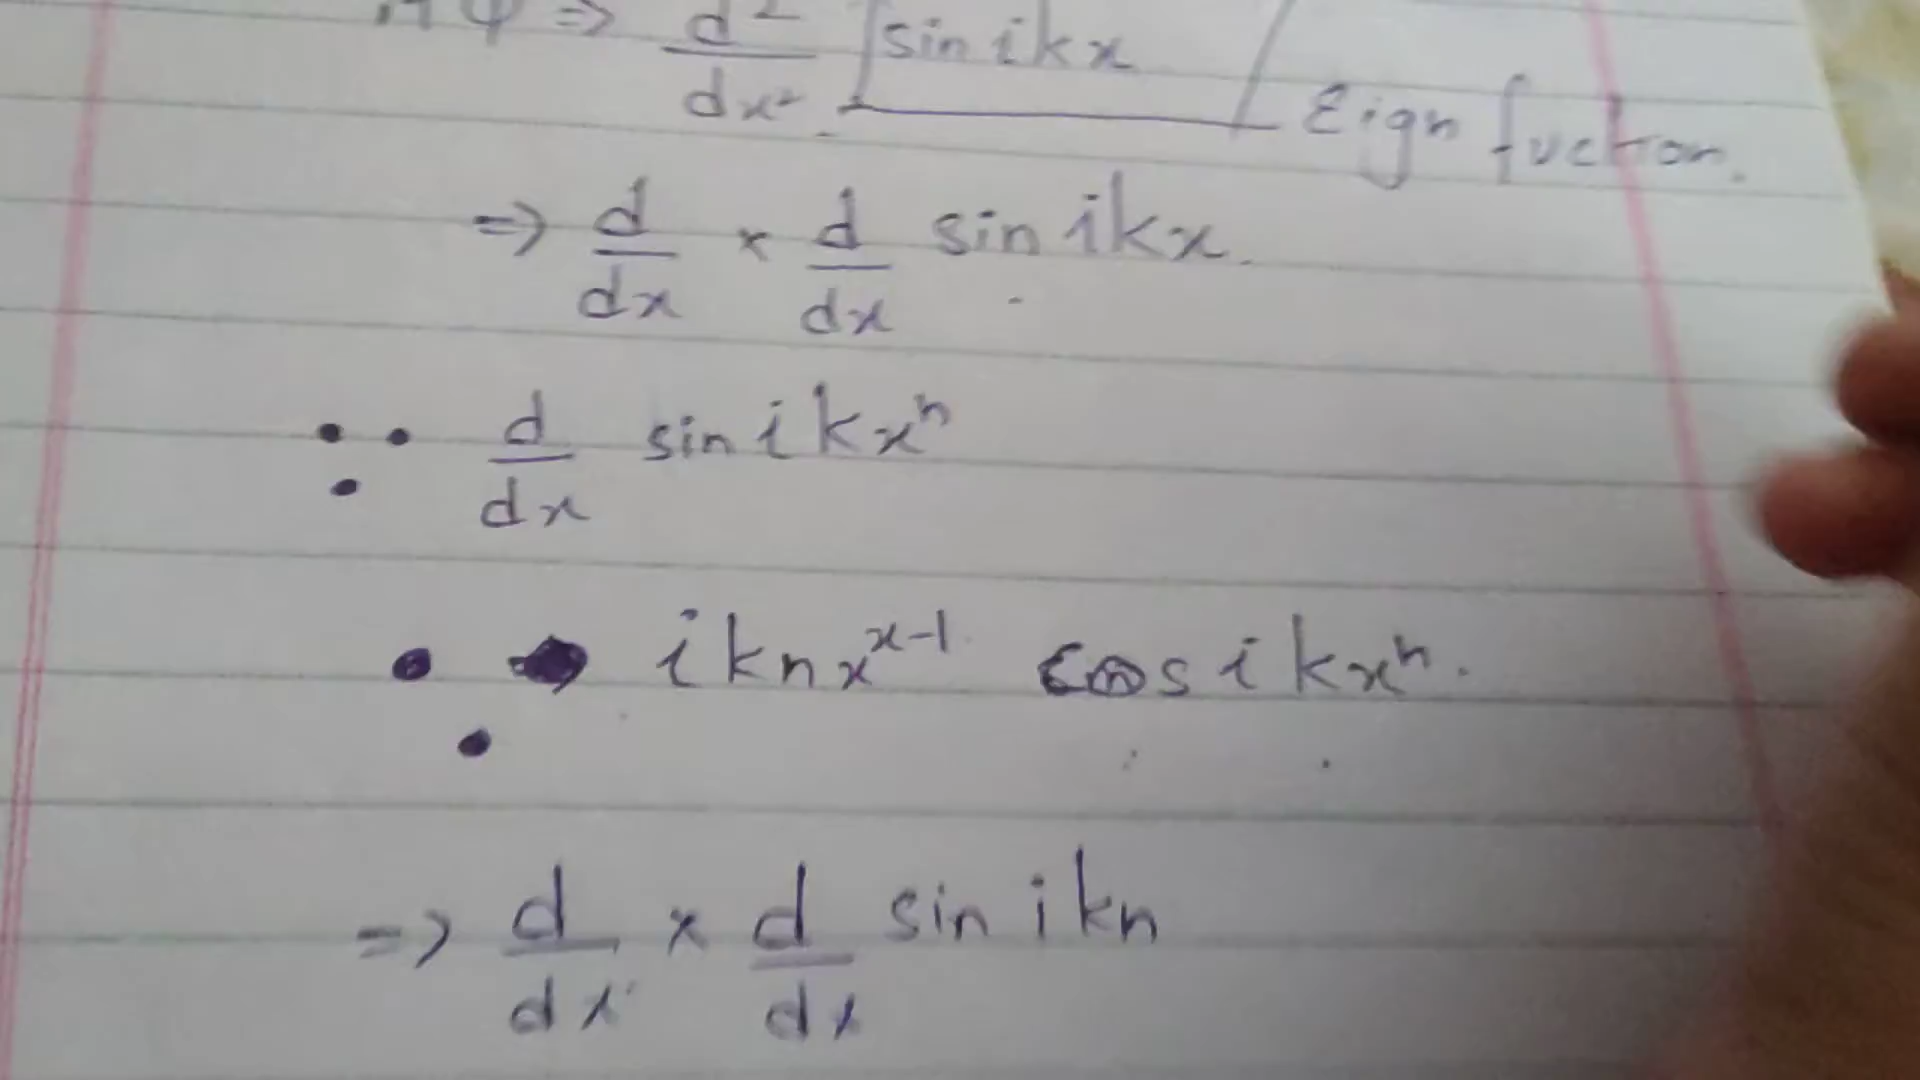 ψ => d²/dx² sin ikx Eign fuction.
=> d/dx × d/dx sin ikx.
∵ d/dx sin ikxⁿ
∴ iknx^(x-1) cos ikxⁿ.
=> d/dx × d/dx sin ikn